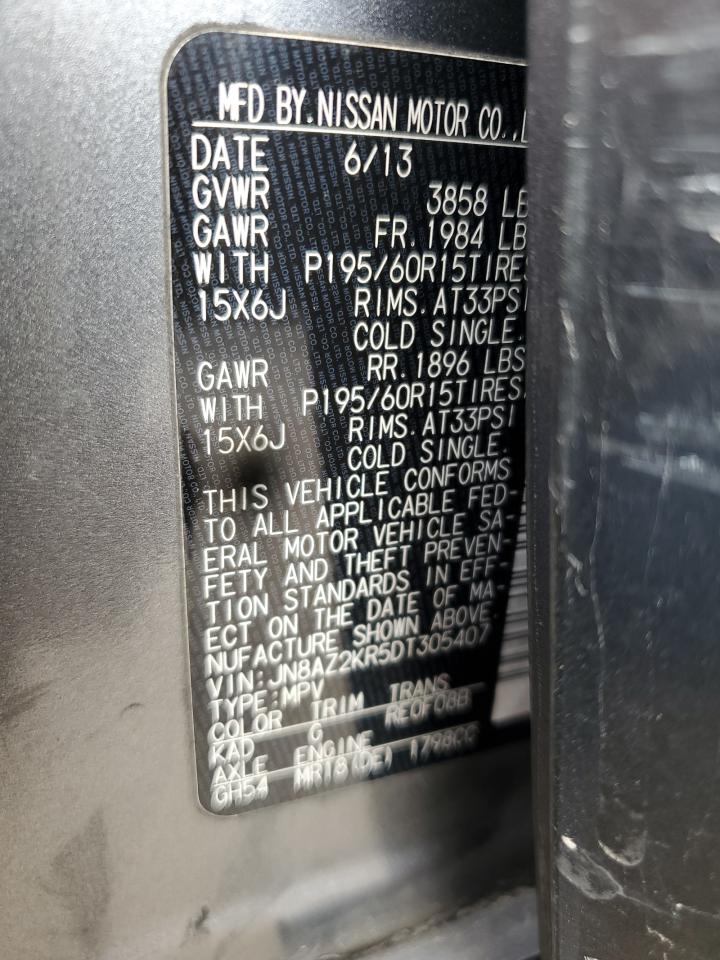 MFD BY.NISSAN MOTOR CO.,
DATE 6/13
GVWR 3858 LB
GAWR FR. 1984 LB
WITH P195/60R15TIRES
15X6J RIMS.AT33PSI
COLD SINGLE.
GAWR RR. 1896 LBS
WITH P195/60R15TIRES.
15X6J RIMS.AT33PSI
COLD SINGLE.
THIS VEHICLE CONFORMS
TO ALL APPLICABLE FED-
ERAL MOTOR VEHICLE SA-
FETY AND THEFT PREVEN-
TION STANDARDS IN EFF-
ECT ON THE DATE OF MA-
NUFACTURE SHOWN ABOVE.
VIN:JN8AZ2KR5DT305407
TYPE:MPV
COLOR TRIM TRANS
KAD G RE0F08B
AXLE ENGINE
GH54 MR18(DE) 1798CC